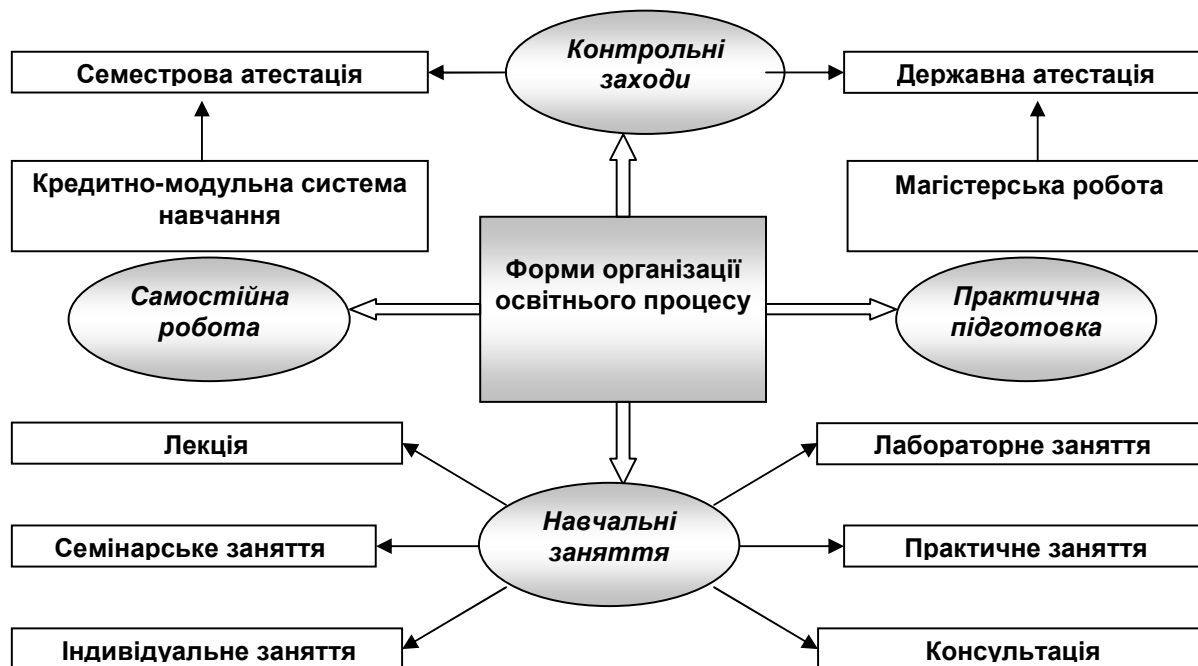 Контрольні
заходи
Семестрова атестація
Державна атестація
Кредитно-модульна система
навчання
Магістерська робота
Форми організації
освітнього процесу
Самостійна
робота
Практична
підготовка
Лекція
Лабораторне заняття
Навчальні
заняття
Семінарське заняття
Практичне заняття
Індивідуальне заняття
Консультація